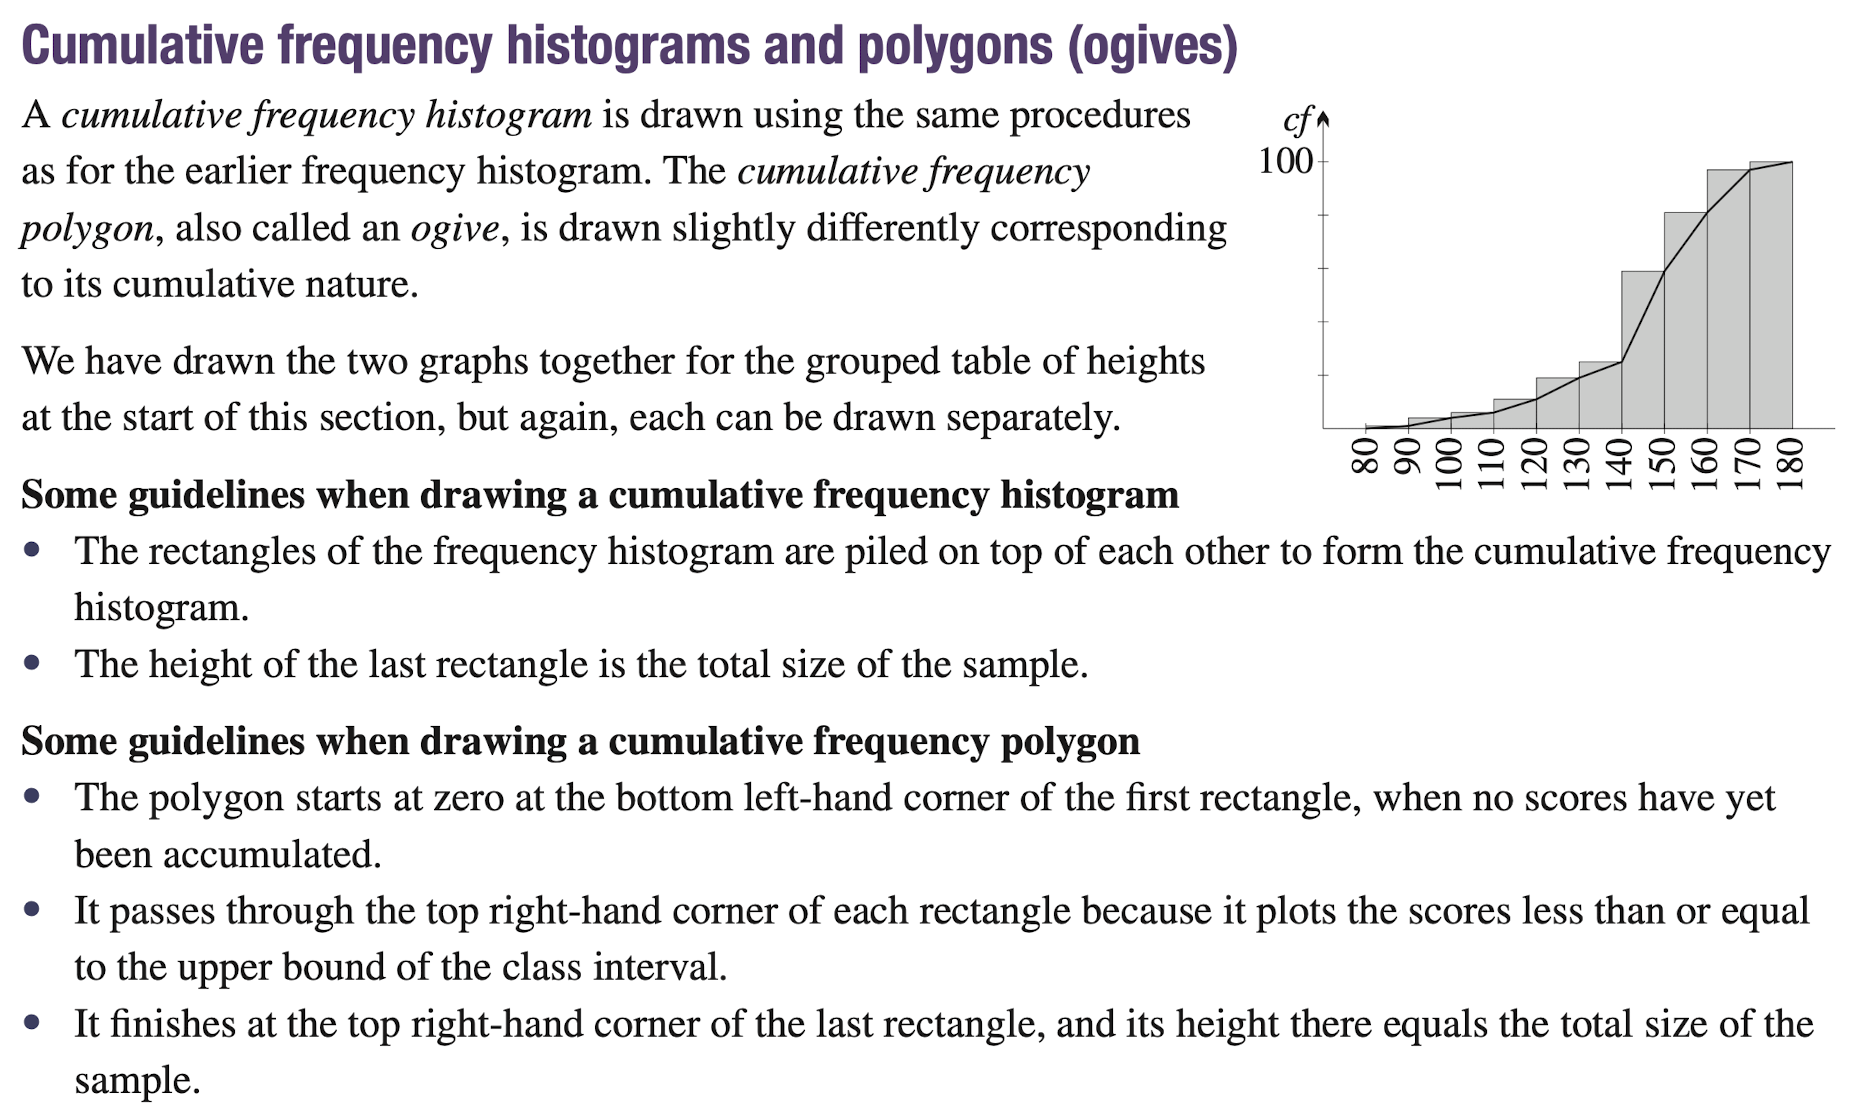 Cumulative frequency histograms and polygons (ogives)
A cumulative frequency histogram is drawn using the same procedures
as for the earlier frequency histogram. The cumulative frequency
polygon, also called an ogive, is drawn slightly differently corresponding
to its cumulative nature.
We have drawn the two graphs together for the grouped table of heights
at the start of this section, but again, each can be drawn separately.
cf
100
80
90
100
110
120
130
140
150
160
170
180
Some guidelines when drawing a cumulative frequency histogram
• The rectangles of the frequency histogram are piled on top of each other to form the cumulative frequency
histogram.
• The height of the last rectangle is the total size of the sample.
Some guidelines when drawing a cumulative frequency polygon
• The polygon starts at zero at the bottom left-hand corner of the first rectangle, when no scores have yet
been accumulated.
• It passes through the top right-hand corner of each rectangle because it plots the scores less than or equal
to the upper bound of the class interval.
• It finishes at the top right-hand corner of the last rectangle, and its height there equals the total size of the
sample.